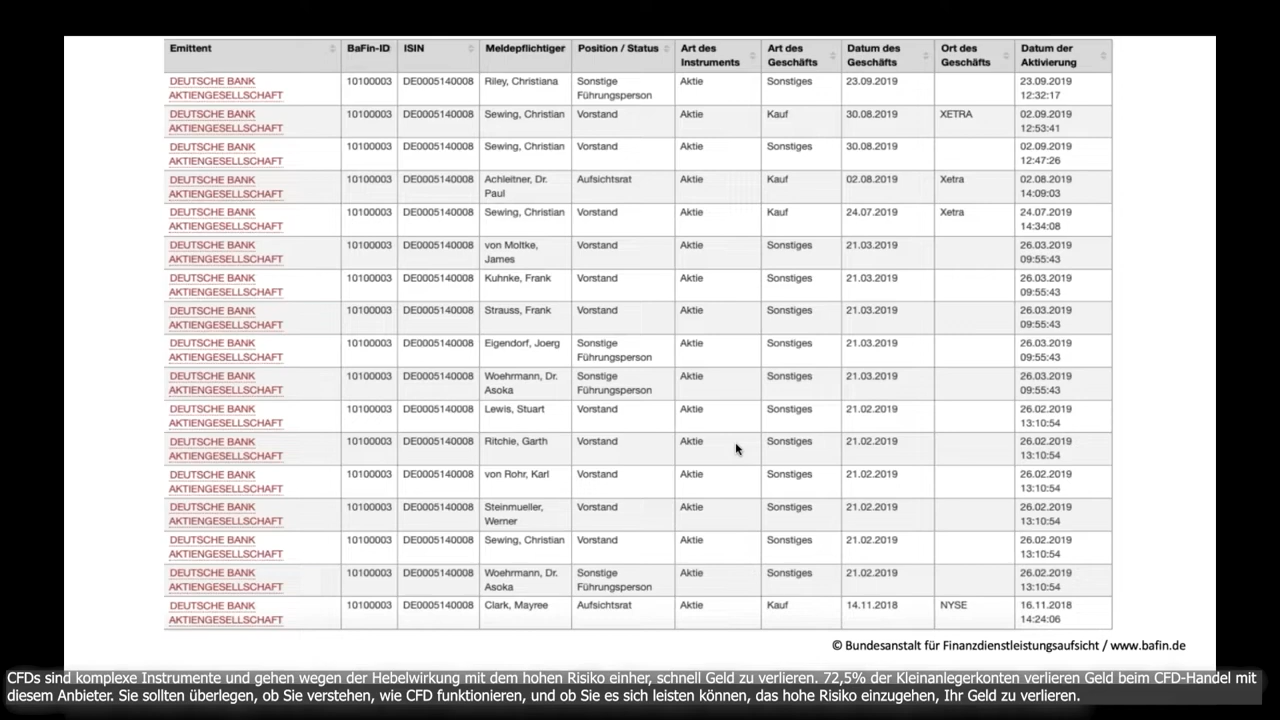 Emittent BaFin-ID ISIN Meldepflichtiger Position / Status Art des Instruments Art des Geschäfts Datum des Geschäfts Ort des Geschäfts Datum der Aktivierung
DEUTSCHE BANK AKTIENGESELLSCHAFT 10100003 DE0005140008 Riley, Christiana Sonstige Führungsperson Aktie Sonstiges 23.09.2019 23.09.2019 12:32:17
DEUTSCHE BANK AKTIENGESELLSCHAFT 10100003 DE0005140008 Sewing, Christian Vorstand Aktie Kauf 30.08.2019 XETRA 02.09.2019 12:53:41
DEUTSCHE BANK AKTIENGESELLSCHAFT 10100003 DE0005140008 Sewing, Christian Vorstand Aktie Sonstiges 30.08.2019 02.09.2019 12:47:26
DEUTSCHE BANK AKTIENGESELLSCHAFT 10100003 DE0005140008 Achleitner, Dr. Paul Aufsichtsrat Aktie Kauf 02.08.2019 Xetra 02.08.2019 14:09:03
DEUTSCHE BANK AKTIENGESELLSCHAFT 10100003 DE0005140008 Sewing, Christian Vorstand Aktie Kauf 24.07.2019 Xetra 24.07.2019 14:34:08
DEUTSCHE BANK AKTIENGESELLSCHAFT 10100003 DE0005140008 von Moltke, James Vorstand Aktie Sonstiges 21.03.2019 26.03.2019 09:55:43
DEUTSCHE BANK AKTIENGESELLSCHAFT 10100003 DE0005140008 Kuhnke, Frank Vorstand Aktie Sonstiges 21.03.2019 26.03.2019 09:55:43
DEUTSCHE BANK AKTIENGESELLSCHAFT 10100003 DE0005140008 Strauss, Frank Vorstand Aktie Sonstiges 21.03.2019 26.03.2019 09:55:43
DEUTSCHE BANK AKTIENGESELLSCHAFT 10100003 DE0005140008 Eigendorf, Joerg Sonstige Führungsperson Aktie Sonstiges 21.03.2019 26.03.2019 09:55:43
DEUTSCHE BANK AKTIENGESELLSCHAFT 10100003 DE0005140008 Woehrmann, Dr. Asoka Sonstige Führungsperson Aktie Sonstiges 21.03.2019 26.03.2019 09:55:43
DEUTSCHE BANK AKTIENGESELLSCHAFT 10100003 DE0005140008 Lewis, Stuart Vorstand Aktie Sonstiges 21.02.2019 26.02.2019 13:10:54
DEUTSCHE BANK AKTIENGESELLSCHAFT 10100003 DE0005140008 Ritchie, Garth Vorstand Aktie Sonstiges 21.02.2019 26.02.2019 13:10:54
DEUTSCHE BANK AKTIENGESELLSCHAFT 10100003 DE0005140008 von Rohr, Karl Vorstand Aktie Sonstiges 21.02.2019 26.02.2019 13:10:54
DEUTSCHE BANK AKTIENGESELLSCHAFT 10100003 DE0005140008 Steinmueller, Werner Vorstand Aktie Sonstiges 21.02.2019 26.02.2019 13:10:54
DEUTSCHE BANK AKTIENGESELLSCHAFT 10100003 DE0005140008 Sewing, Christian Vorstand Aktie Sonstiges 21.02.2019 26.02.2019 13:10:54
DEUTSCHE BANK AKTIENGESELLSCHAFT 10100003 DE0005140008 Woehrmann, Dr. Asoka Sonstige Führungsperson Aktie Sonstiges 21.02.2019 26.02.2019 13:10:54
DEUTSCHE BANK AKTIENGESELLSCHAFT 10100003 DE0005140008 Clark, Mayree Aufsichtsrat Aktie Kauf 14.11.2018 NYSE 16.11.2018 14:24:06
© Bundesanstalt für Finanzdienstleistungsaufsicht / www.bafin.de
CFDs sind komplexe Instrumente und gehen wegen der Hebelwirkung mit dem hohen Risiko einher, schnell Geld zu verlieren. 72,5% der Kleinanlegerkonten verlieren Geld beim CFD-Handel mit
diesem Anbieter. Sie sollten überlegen, ob Sie verstehen, wie CFD funktionieren, und ob Sie es sich leisten können, das hohe Risiko einzugehen, Ihr Geld zu verlieren.